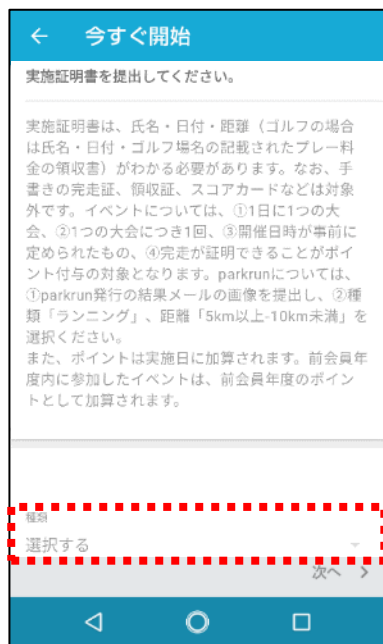 ← 今すぐ開始
実施証明書を提出してください。
実施証明書は、氏名・日付・距離（ゴルフの場合
は氏名・日付・ゴルフ場名の記載されたプレー料
金の領収書）がわかる必要があります。なお、手
書きの完走証、領収証、スコアカードなどは対象
外です。イベントについては、①1日に1つの大
会、②1つの大会につき1回、③開催日時が事前に
定められたもの、④完走が証明できることがポイ
ント付与の対象となります。parkrunについては、
①parkrun発行の結果メールの画像を提出し、②種
類「ランニング」、距離「5km以上-10km未満」を
選択ください。
また、ポイントは実施日に加算されます。前会員年
度内に参加したイベントは、前会員年度のポイン
トとして加算されます。
種類
選択する
次へ >